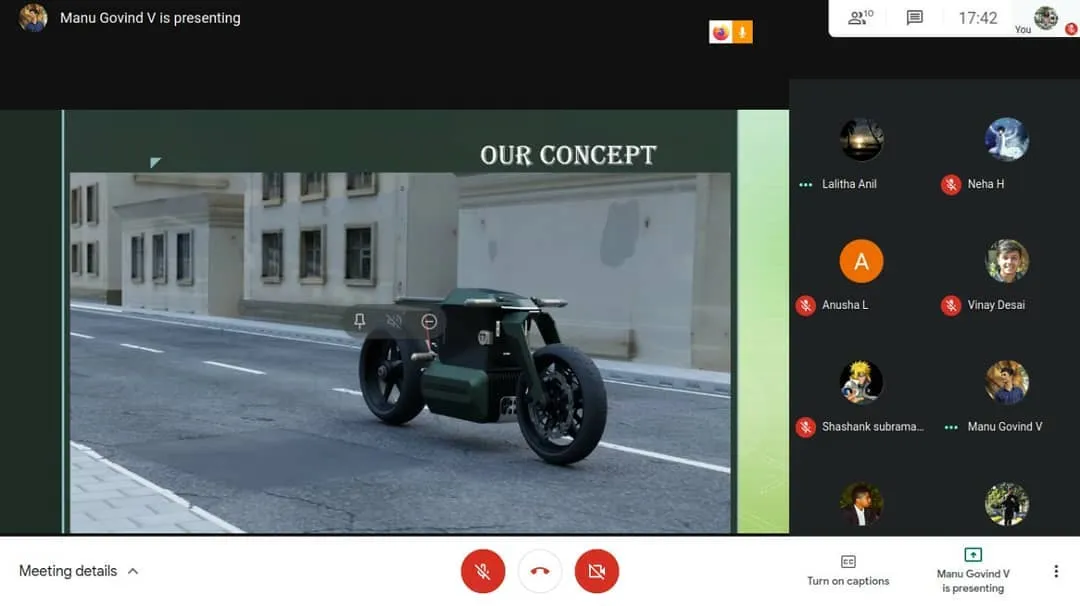 Manu Govind V is presenting
10
17:42
You
OUR CONCEPT
Lalitha Anil
Neha H
A
Anusha L
Vinay Desai
Shashank subrama...
Manu Govind V
Meeting details
CC
Turn on captions
Manu Govind V
is presenting